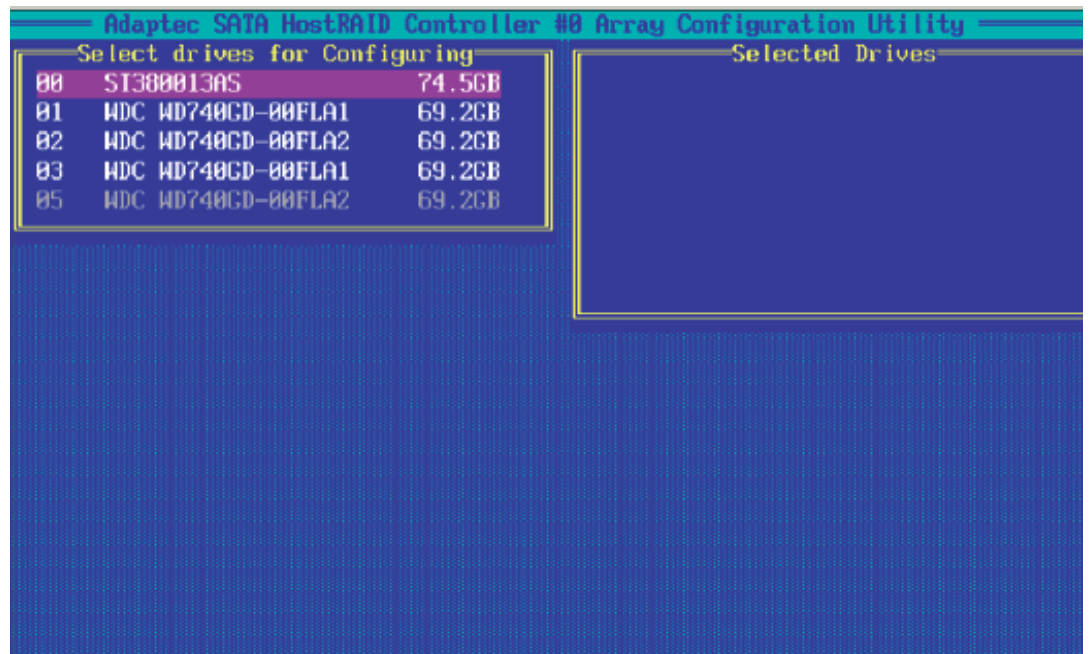 Adaptec SATA HostRAID Controller #0 Array Configuration Utility
Select drives for Configuring
00 ST380013AS 74.5GB
01 WDC WD740GD-00FLA1 69.2GB
02 WDC WD740GD-00FLA2 69.2GB
03 WDC WD740GD-00FLA1 69.2GB
05 WDC WD740GD-00FLA2 69.2GB
Selected Drives